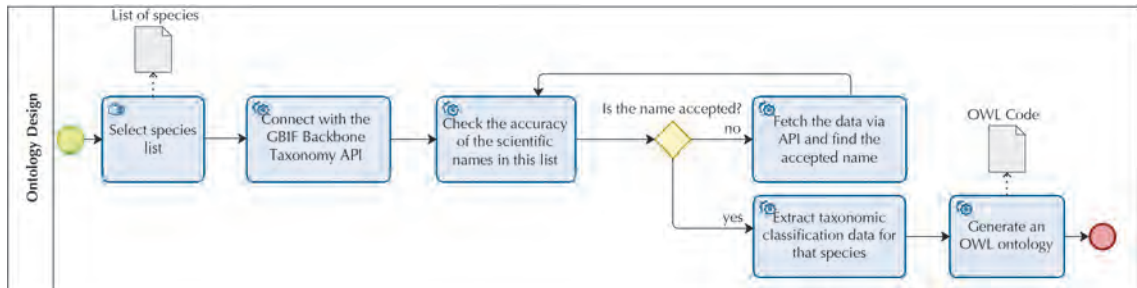 Ontology Design
List of species
Select species
list
Connect with the
GBIF Backbone
Taxonomy API
Check the accuracy
of the scientific
names in this list
Is the name accepted?
no
Fetch the data via
API and find the
accepted name
yes
Extract taxonomic
classification data for
that species
OWL Code
Generate an
OWL ontology